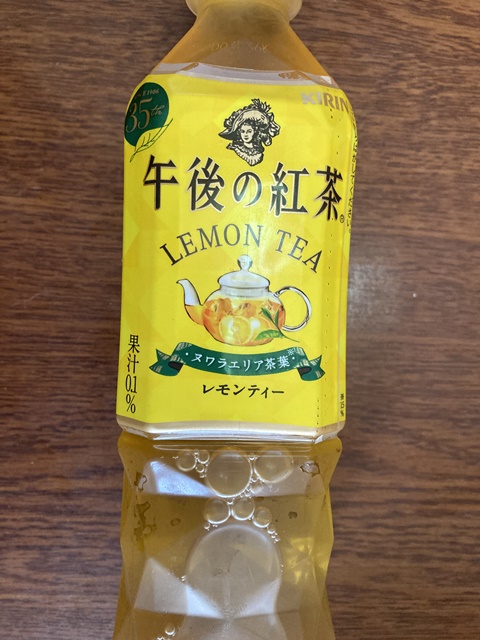 KIRIN
35th
午後の紅茶
LEMON TEA
ヌワラエリア茶葉
レモンティー
果汁0.1%